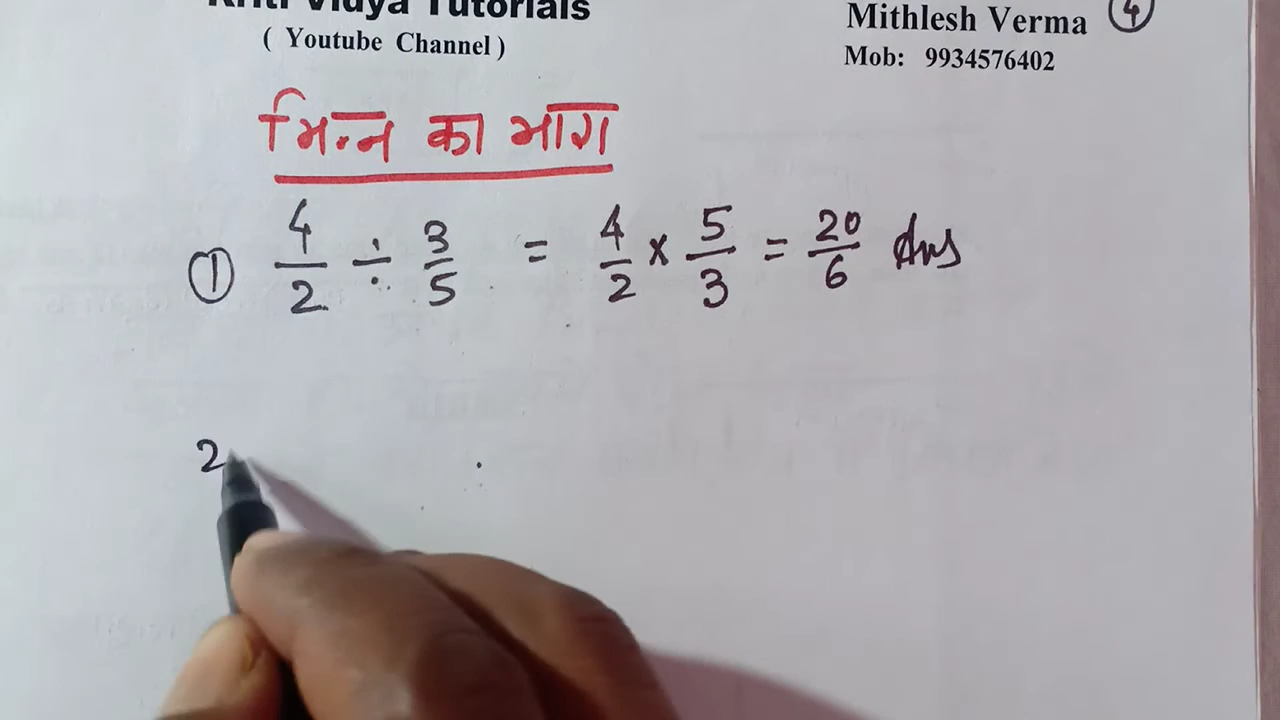 Kriti Vidya Tutorials
( Youtube Channel )
Mithlesh Verma ④
Mob: 9934576402
भिन्न का भाग
① 4/2 ÷ 3/5 = 4/2 × 5/3 = 20/6 Ans
2